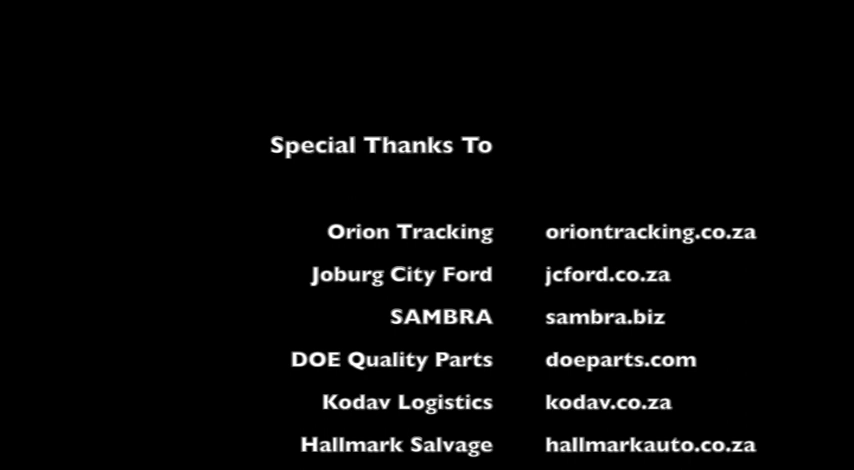 Special Thanks To
Orion Tracking oriontracking.co.za
Joburg City Ford jcford.co.za
SAMBRA sambra.biz
DOE Quality Parts doeparts.com
Kodav Logistics kodav.co.za
Hallmark Salvage hallmarkauto.co.za